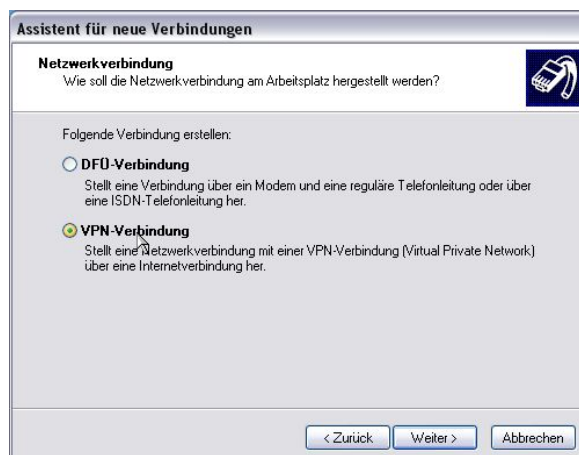 Assistent für neue Verbindungen
Netzwerkverbindung
Wie soll die Netzwerkverbindung am Arbeitsplatz hergestellt werden?
Folgende Verbindung erstellen:
DFÜ-Verbindung
Stellt eine Verbindung über ein Modem und eine reguläre Telefonleitung oder über
eine ISDN-Telefonleitung her.
VPN-Verbindung
Stellt eine Netzwerkverbindung mit einer VPN-Verbindung (Virtual Private Network)
über eine Internetverbindung her.
< Zurück Weiter > Abbrechen